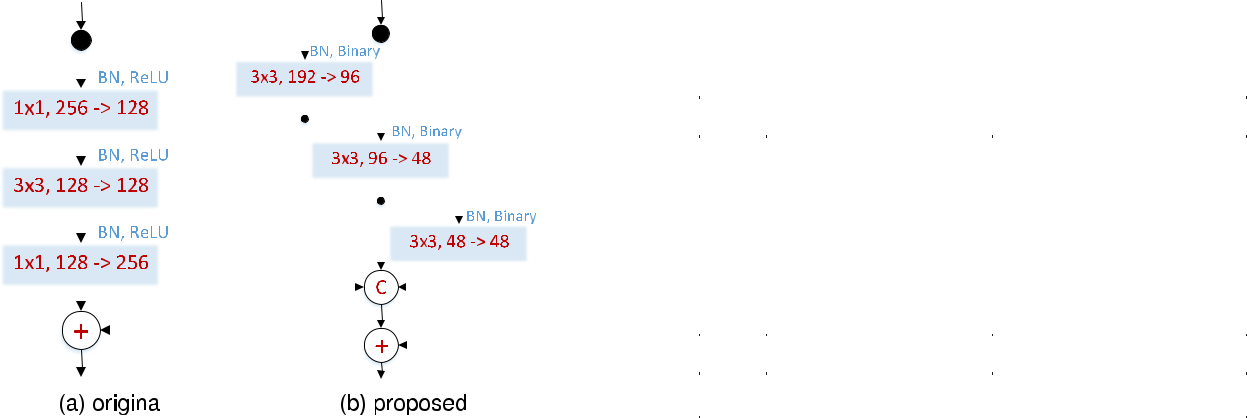 BN, ReLU
1x1, 256 -> 128
BN, ReLU
3x3, 128 -> 128
BN, ReLU
1x1, 128 -> 256
+
(a) origina
BN, Binary
3x3, 192 -> 96
BN, Binary
3x3, 96 -> 48
BN, Binary
3x3, 48 -> 48
C
+
(b) proposed